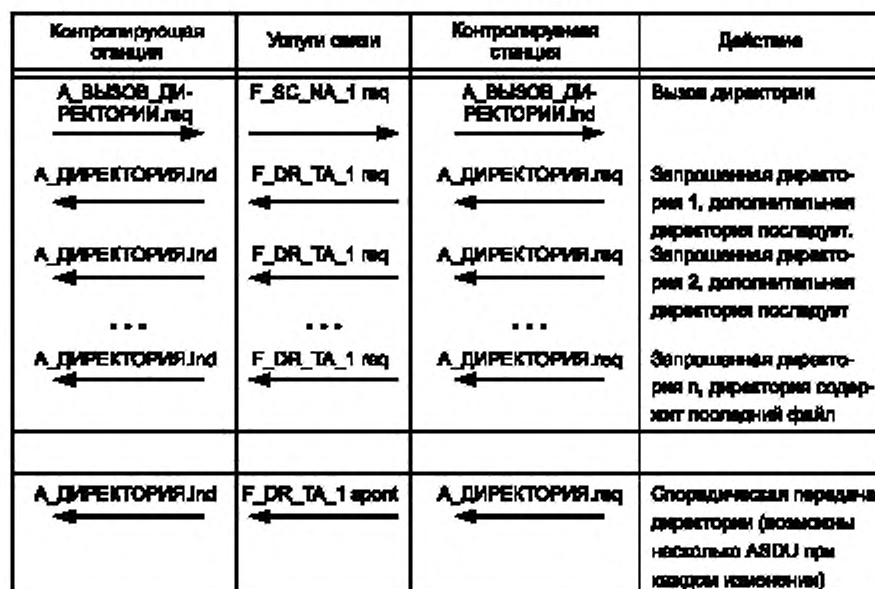 Контролирующая
станция
Услуги связи
Контролируемая
станция
Действие
А_ВЫЗОВ_ДИ-
РЕКТОРИИ.req
F_SC_NA_1 req
А_ВЫЗОВ_ДИ-
РЕКТОРИИ.ind
Вызов директории
А_ДИРЕКТОРИЯ.ind
F_DR_TA_1 req
А_ДИРЕКТОРИЯ.req
Запрошенная директо-
рия 1, дополнительная
директория последует.
А_ДИРЕКТОРИЯ.ind
F_DR_TA_1 req
А_ДИРЕКТОРИЯ.req
Запрошенная директо-
рия 2, дополнительная
директория последует
... ... ...
А_ДИРЕКТОРИЯ.ind
F_DR_TA_1 req
А_ДИРЕКТОРИЯ.req
Запрошенная директо-
рия n, директория содер-
жит последний файл
А_ДИРЕКТОРИЯ.ind
F_DR_TA_1 spont
А_ДИРЕКТОРИЯ.req
Спорадическая передача
директории (возможны
несколько ASDU при
каждом изменении)